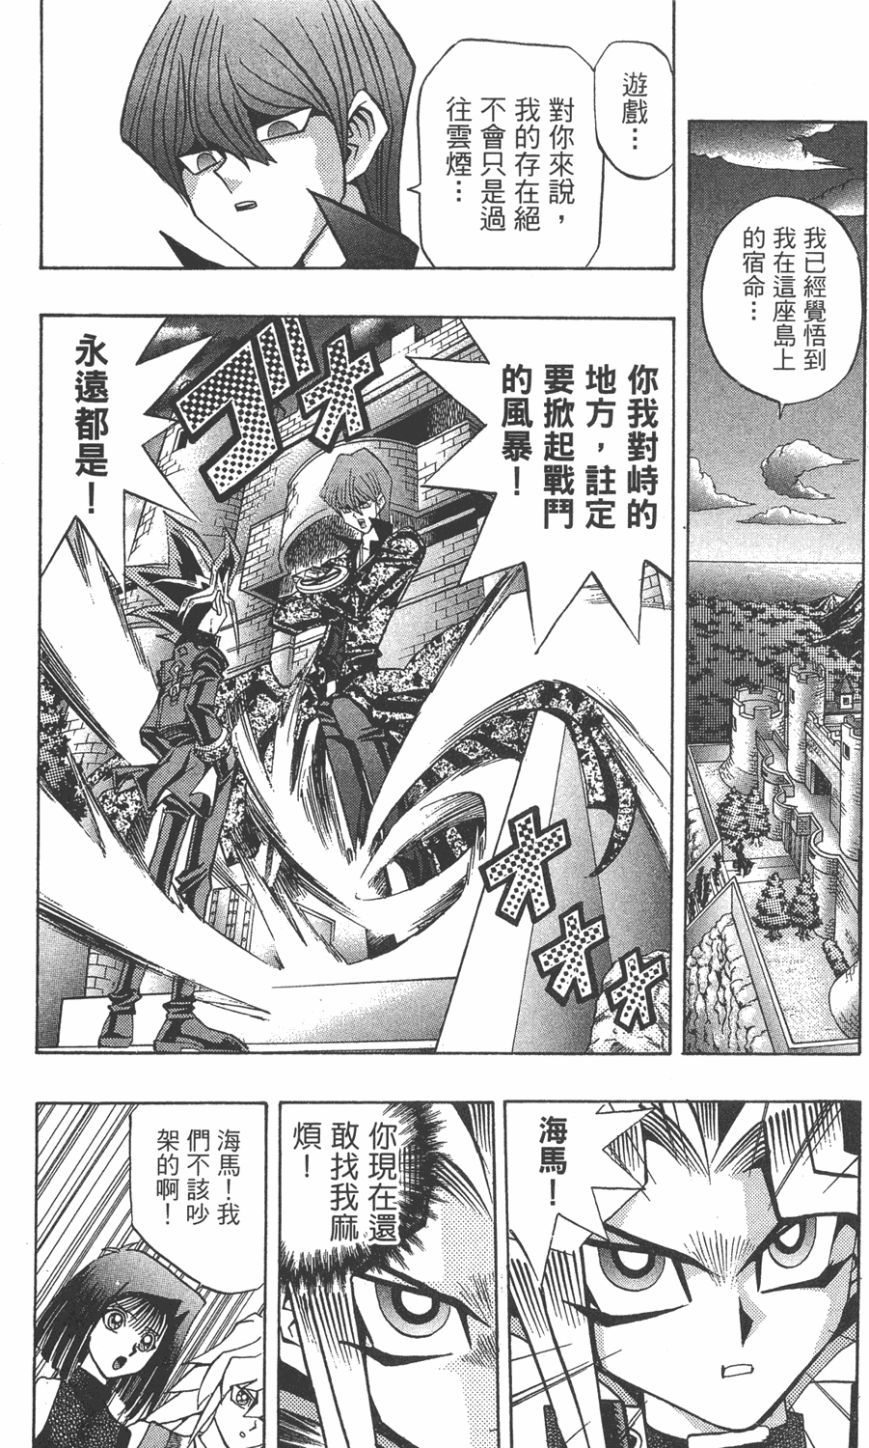 我已經覺悟到
我在這座島上
的宿命…
遊戲…
對你來說，
我的存在絕
不會只是過
往雲煙…
你我對峙的
地方，註定
要掀起戰鬥
的風暴！
永遠都是！
ゴオ
オオオ
海馬！
你現在還
敢找我麻
煩！
海馬！我
們不該吵
架的啊！